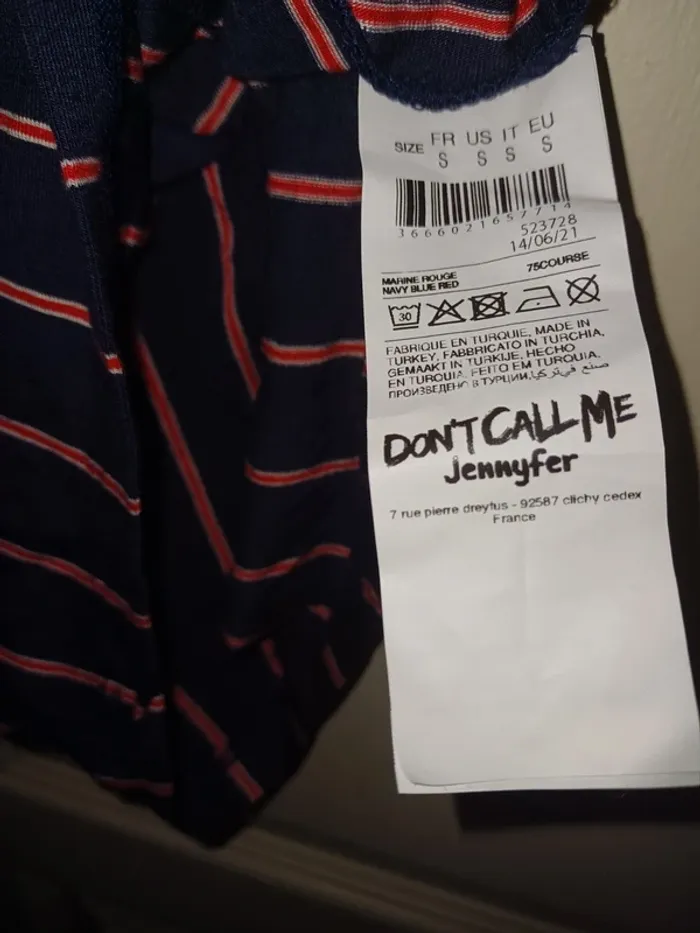 SIZE FR US IT EU
S S S S
3666021657714
523728
14/06/21
75COURSE
MARINE ROUGE
NAVY BLUE RED
30
FABRIQUE EN TURQUIE, MADE IN
TURKEY, FABBRICATO IN TURCHIA,
GEMAAKT IN TURKIJE, HECHO
EN TURQUIA, FEITO EM TURQUIA,
ПРОИЗВЕДЕНО В ТУРЦИИ, صنع في تركيا
DON'T CALL ME
Jennyfer
7 rue pierre dreyfus - 92587 clichy cedex
France